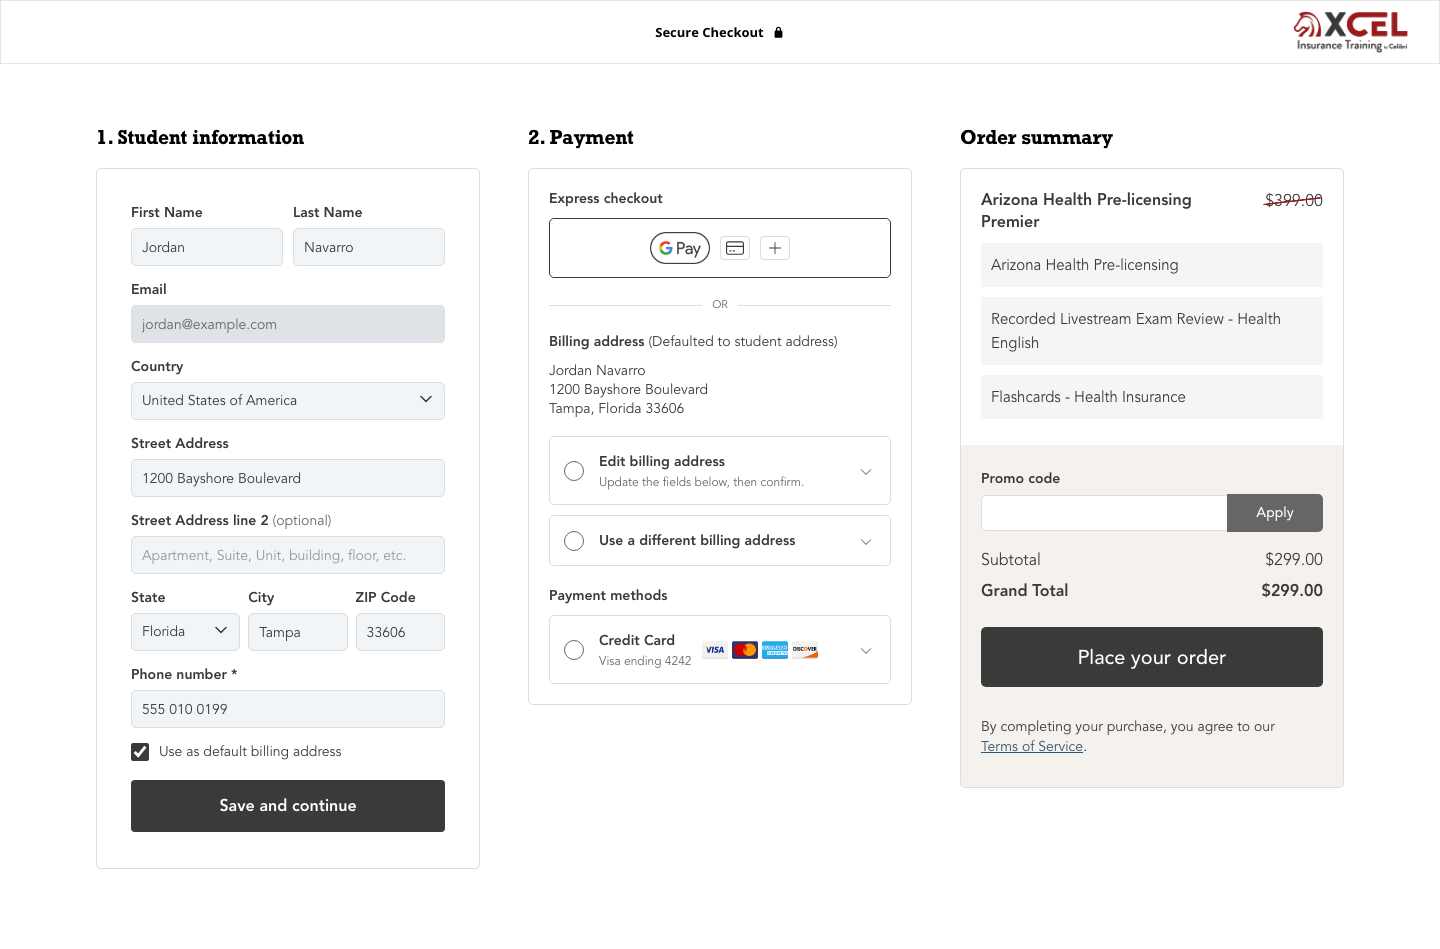 Secure Checkout
XCEL
Insurance Training by Colibri
1. Student information
First Name
Last Name
Jordan
Navarro
Email
jordan@example.com
Country
United States of America
Street Address
1200 Bayshore Boulevard
Street Address line 2 (optional)
Apartment, Suite, Unit, building, floor, etc.
State
City
ZIP Code
Florida
Tampa
33606
Phone number *
555 010 0199
Use as default billing address
Save and continue
2. Payment
Express checkout
G Pay
OR
Billing address (Defaulted to student address)
Jordan Navarro
1200 Bayshore Boulevard
Tampa, Florida 33606
Edit billing address
Update the fields below, then confirm.
Use a different billing address
Payment methods
Credit Card
Visa ending 4242
VISA
DISCOVER
Order summary
Arizona Health Pre-licensing
Premier
$399.00
Arizona Health Pre-licensing
Recorded Livestream Exam Review - Health
English
Flashcards - Health Insurance
Promo code
Apply
Subtotal
$299.00
Grand Total
$299.00
Place your order
By completing your purchase, you agree to our
Terms of Service.